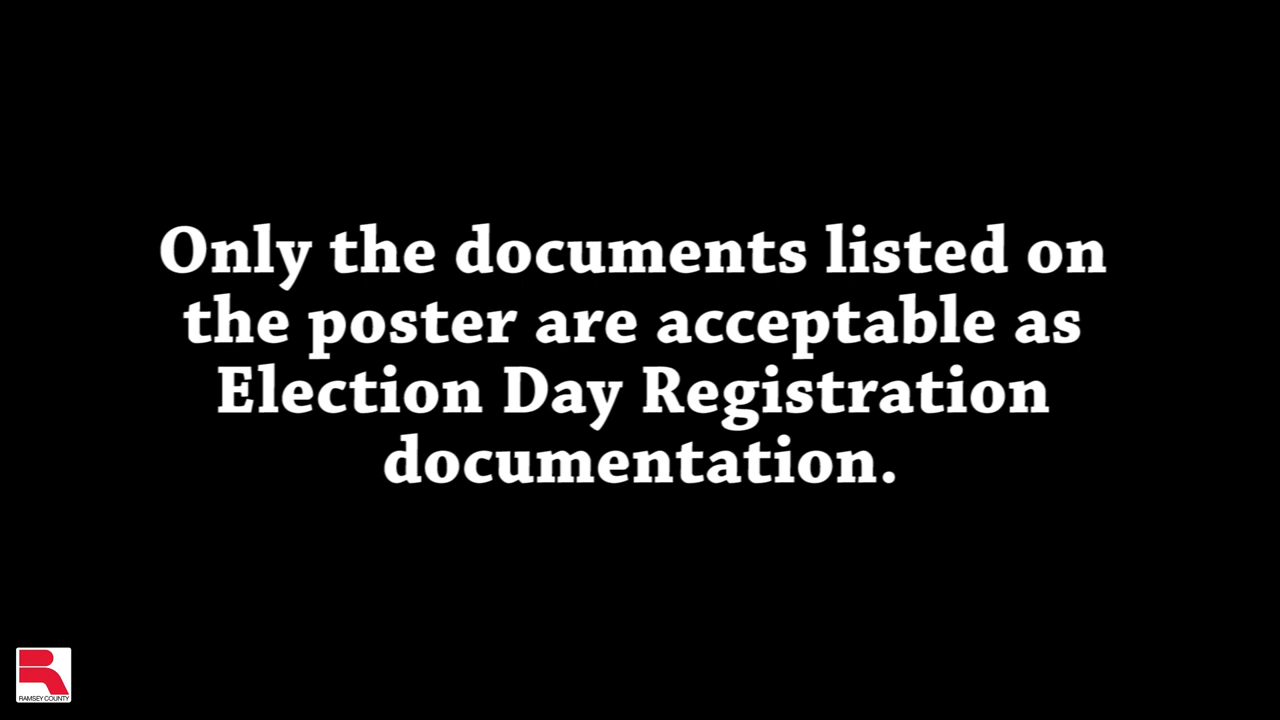 Only the documents listed on
the poster are acceptable as
Election Day Registration
documentation.
RAMSEY COUNTY